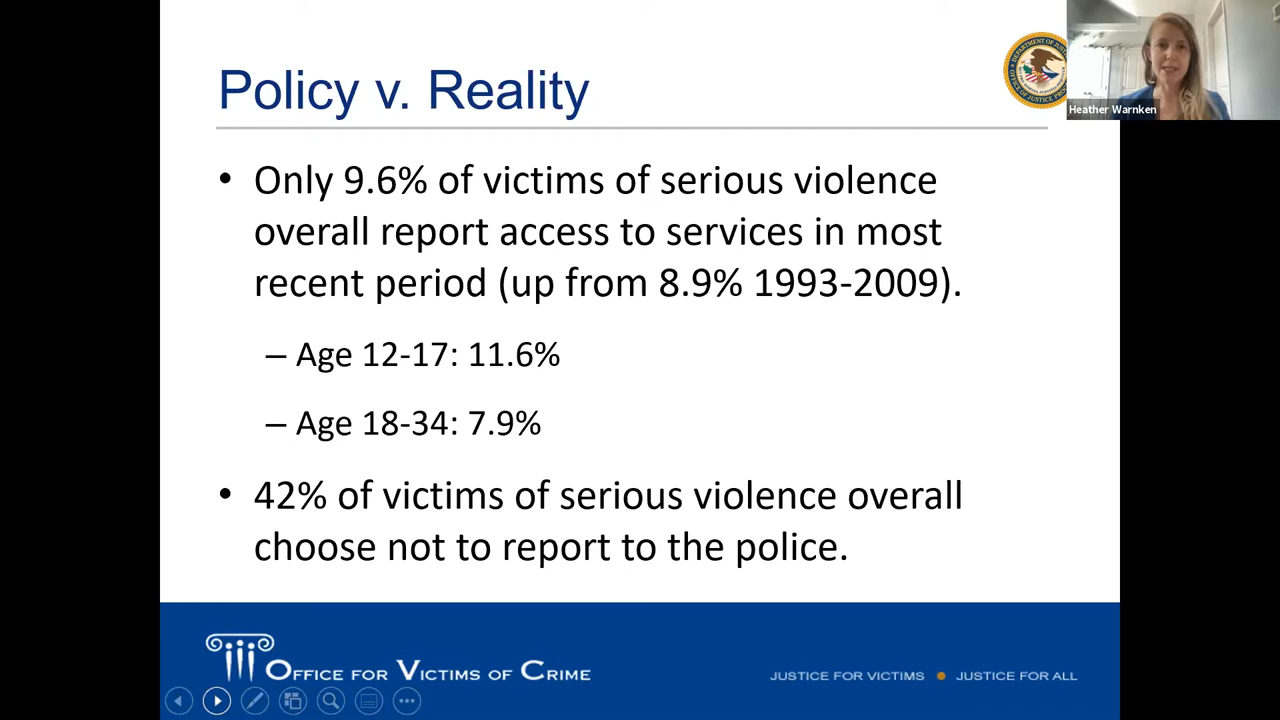 Policy v. Reality
Heather Warnken
• Only 9.6% of victims of serious violence
overall report access to services in most
recent period (up from 8.9% 1993-2009).
– Age 12-17: 11.6%
– Age 18-34: 7.9%
• 42% of victims of serious violence overall
choose not to report to the police.
OFFICE FOR VICTIMS OF CRIME
JUSTICE FOR VICTIMS ● JUSTICE FOR ALL